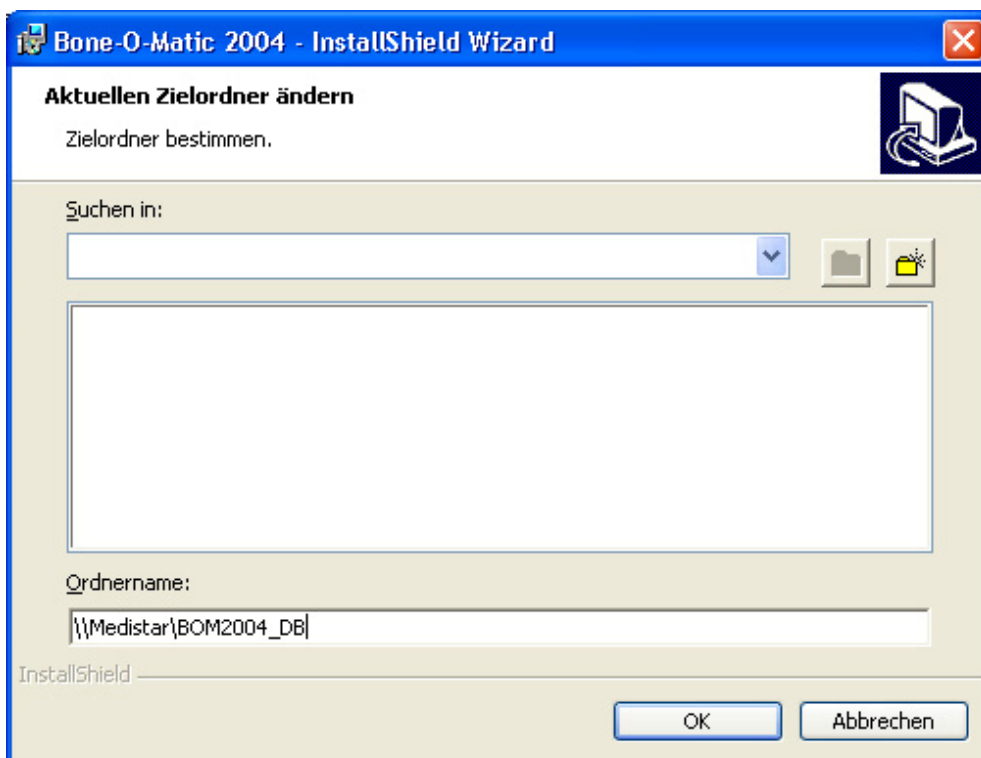 Bone-O-Matic 2004 - InstallShield Wizard
Aktuellen Zielordner ändern
Zielordner bestimmen.
Suchen in:
Ordnername:
\\Medistar\BOM2004_DB
InstallShield
OK Abbrechen